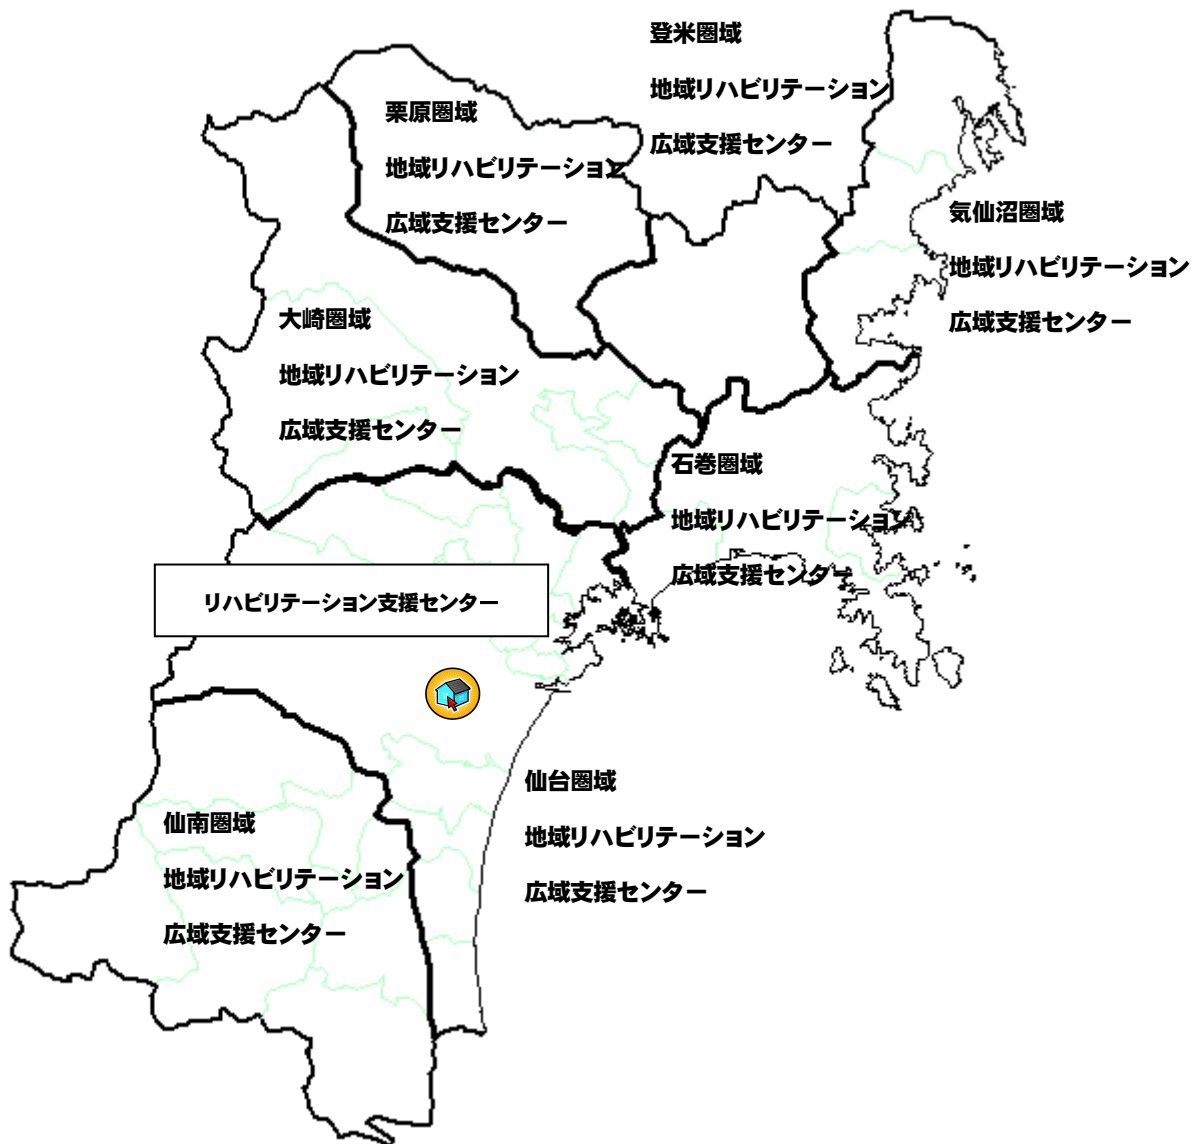 登米圏域
地域リハビリテーション
広域支援センター
栗原圏域
地域リハビリテーション
広域支援センター
気仙沼圏域
地域リハビリテーション
広域支援センター
大崎圏域
地域リハビリテーション
広域支援センター
石巻圏域
地域リハビリテーション
広域支援センター
リハビリテーション支援センター
仙台圏域
地域リハビリテーション
広域支援センター
仙南圏域
地域リハビリテーション
広域支援センター